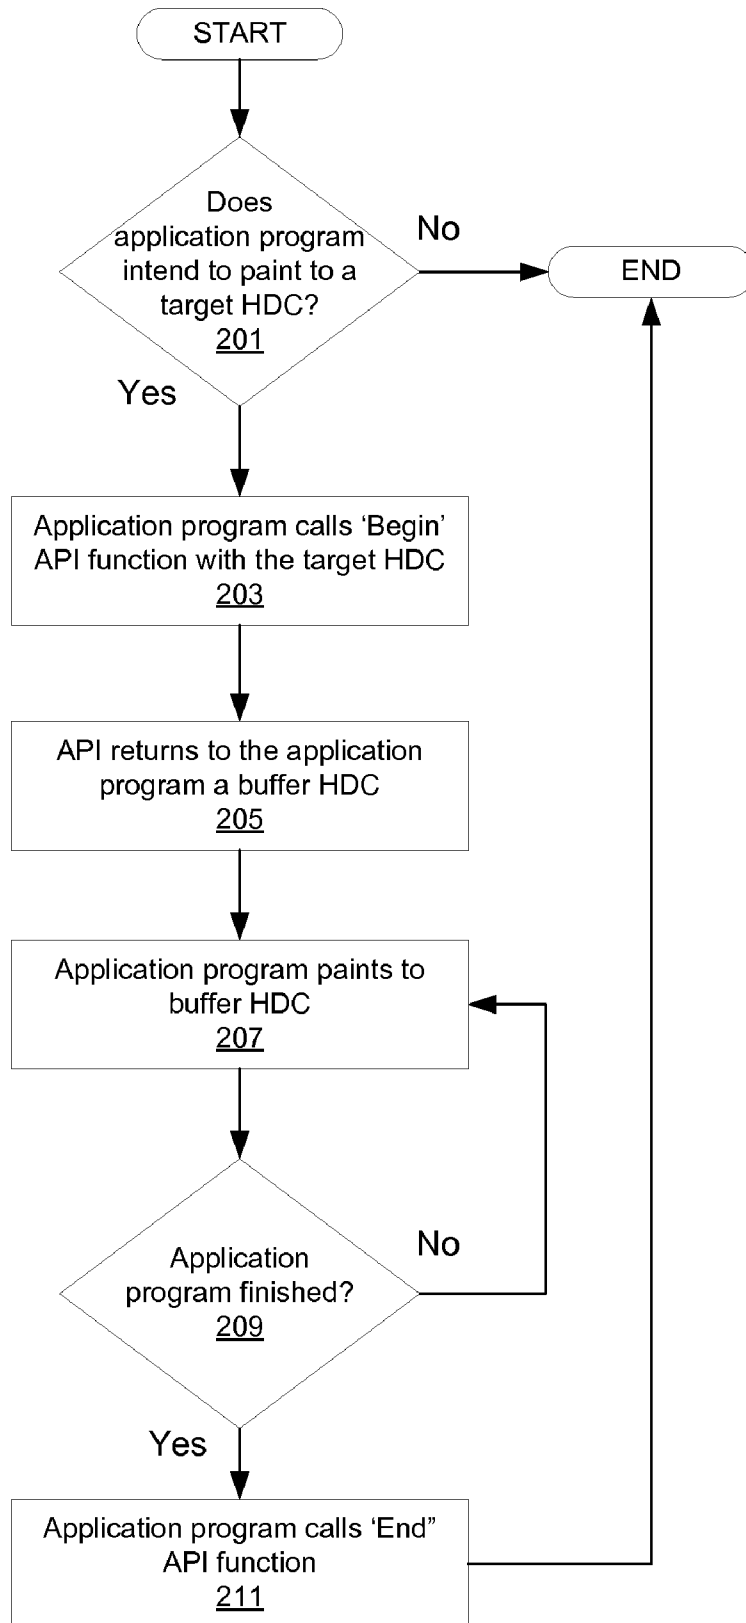 START
Does
application program
intend to paint to a
target HDC?
201
No
END
Yes
Application program calls ‘Begin’
API function with the target HDC
203
API returns to the application
program a buffer HDC
205
Application program paints to
buffer HDC
207
Application
program finished?
209
No
Yes
Application program calls ‘End”
API function
211